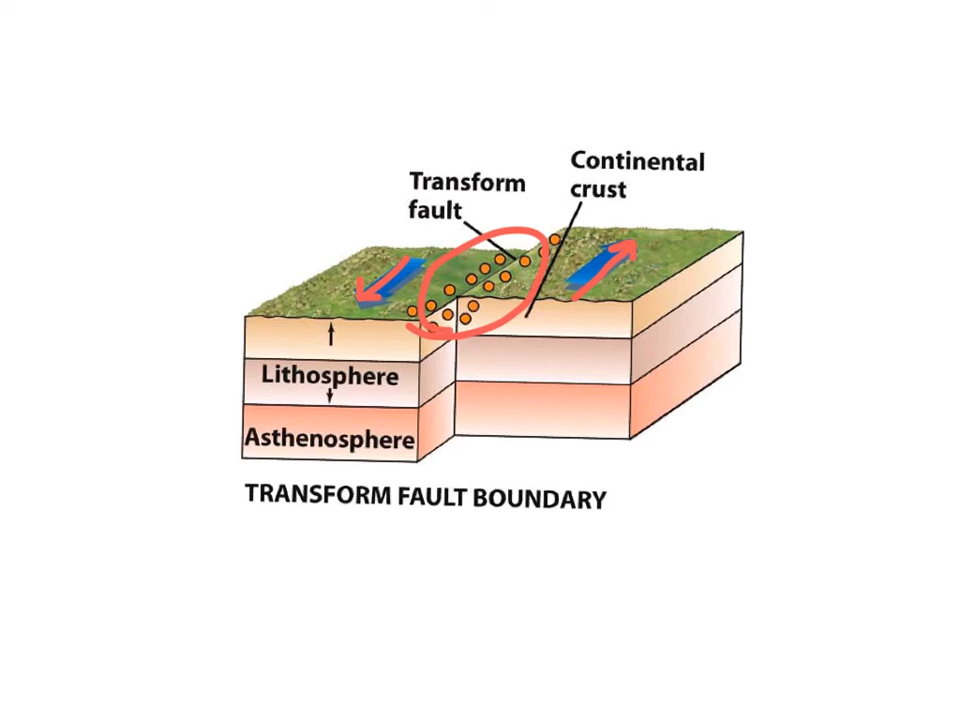 Continental
crust
Transform
fault
Lithosphere
Asthenosphere
TRANSFORM FAULT BOUNDARY